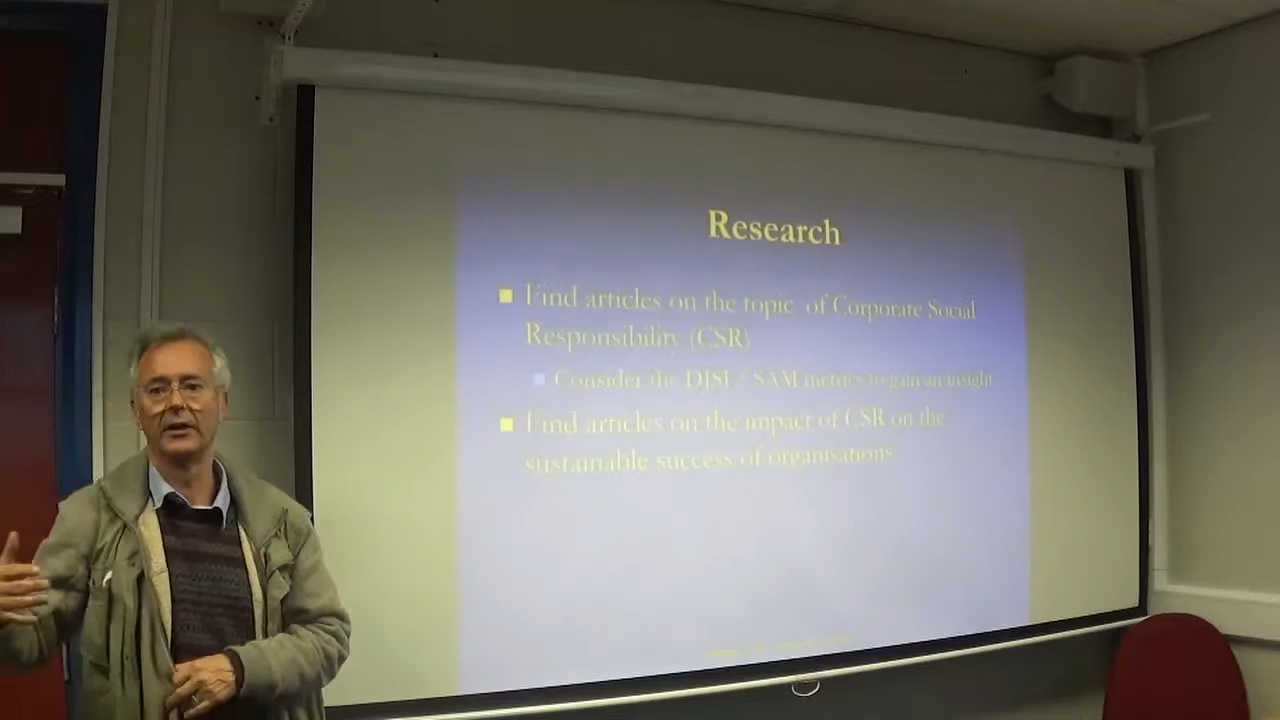 Research
Find articles on the topic of Corporate Social
Responsibility (CSR)
Consider the DJSI / SAM metrics to gain an insight
Find articles on the impact of CSR on the
sustainable success of organisations